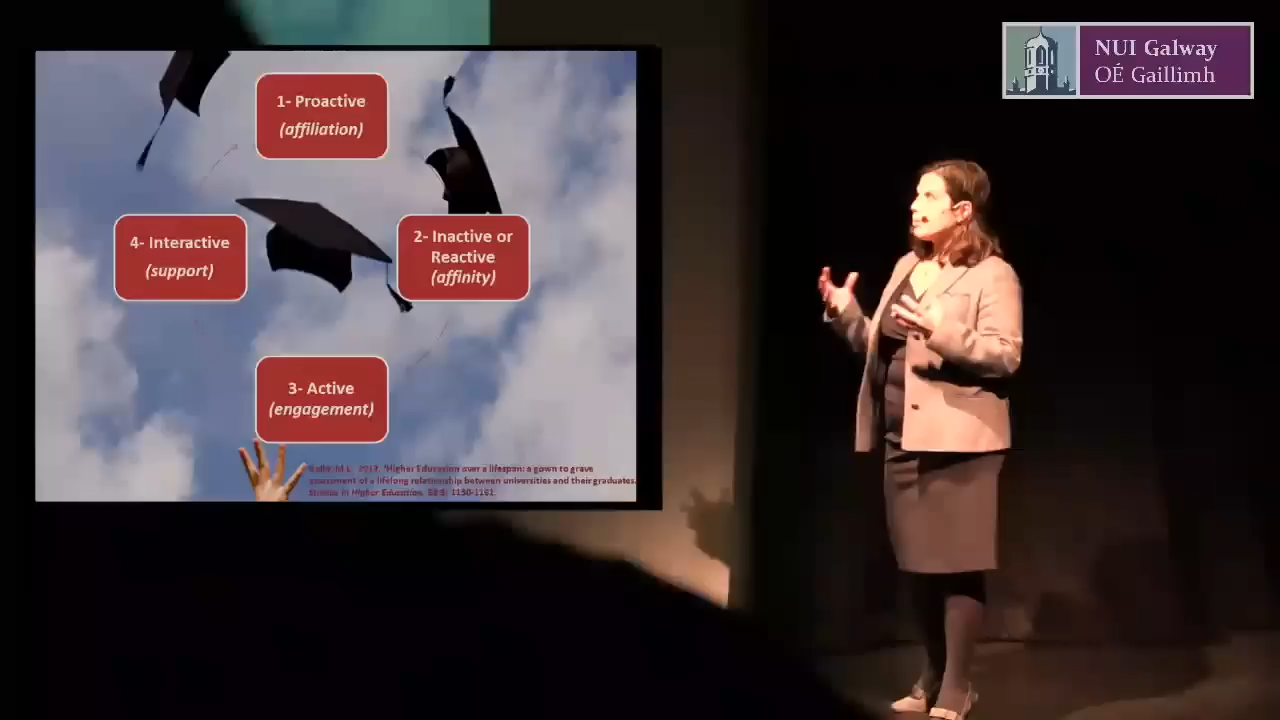 NUI Galway
OÉ Gaillimh
1- Proactive
(affiliation)
4- Interactive
(support)
2- Inactive or
Reactive
(affinity)
3- Active
(engagement)
2013. 'Higher Education over a lifespan: a gown to grave
assessment of a lifelong relationship between universities and their graduates.
Studies in Higher Education,